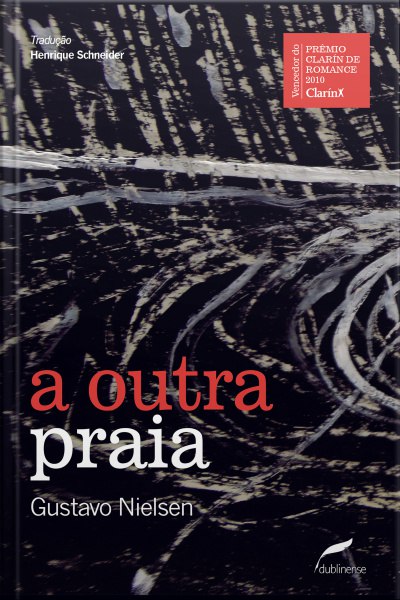 Tradução
Henrique Schneider
Vencedor do
PRÊMIO
CLARÍN DE
ROMANCE
2010
Clarín
a outra
praia
Gustavo Nielsen
dublinense